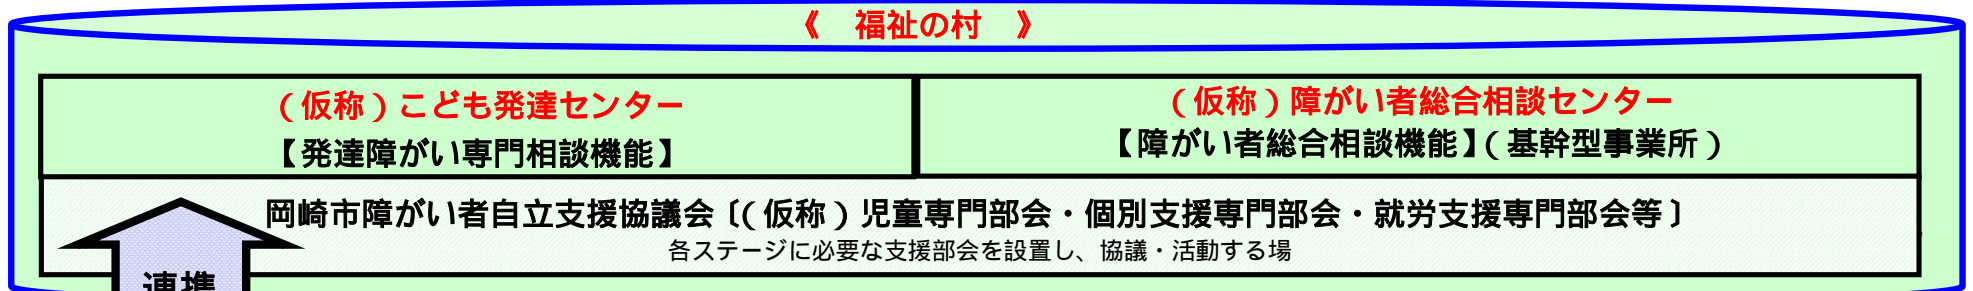 《　福祉の村　》
（仮称）こども発達センター
【発達障がい専門相談機能】
（仮称）障がい者総合相談センター
【障がい者総合相談機能】（基幹型事業所）
岡崎市障がい者自立支援協議会〔（仮称）児童専門部会・個別支援専門部会・就労支援専門部会等〕
各ステージに必要な支援部会を設置し、協議・活動する場
連携